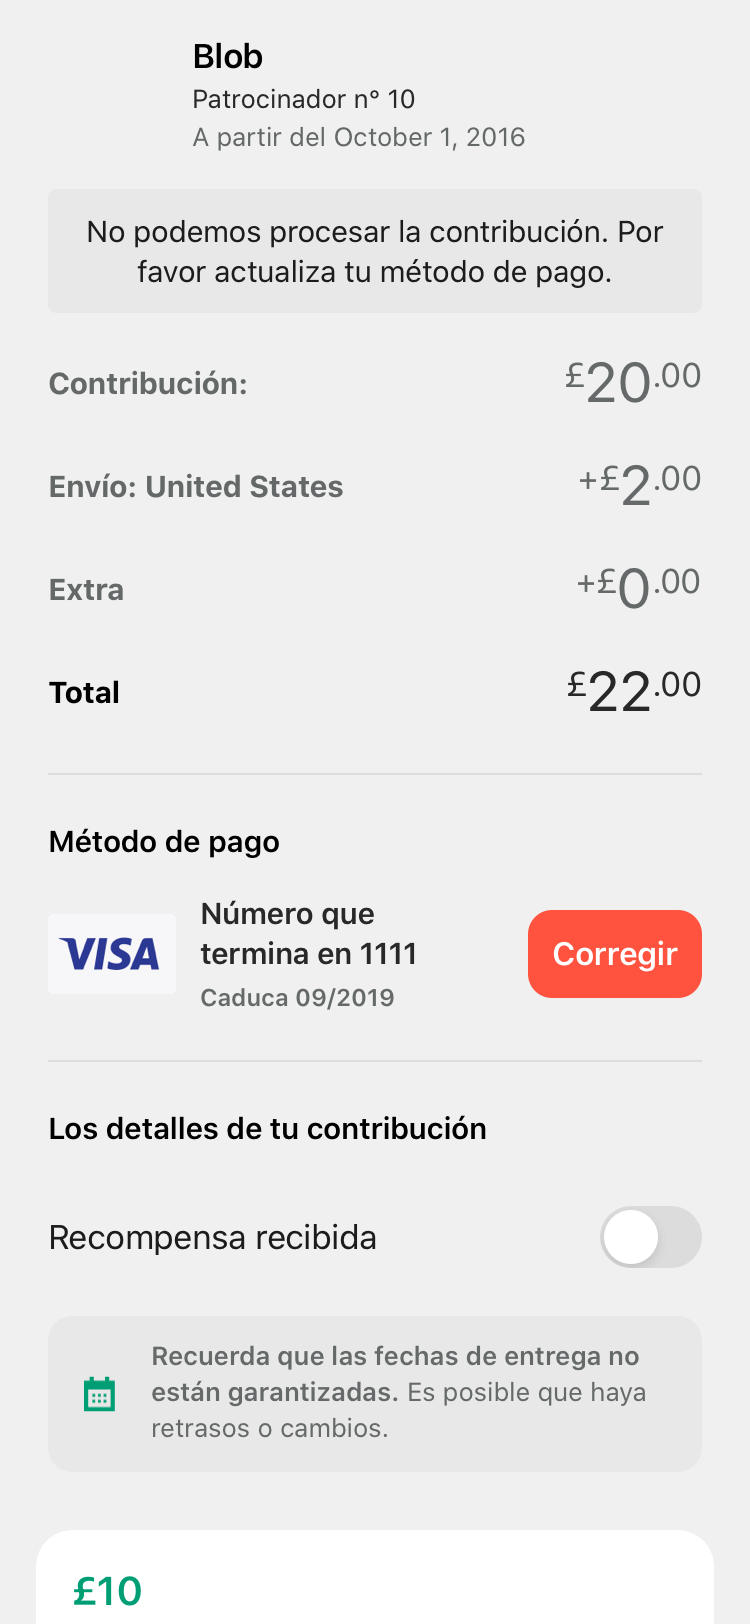 Blob
Patrocinador n° 10
A partir del October 1, 2016
No podemos procesar la contribución. Por
favor actualiza tu método de pago.
Contribución:
£20.00
Envío: United States
+£2.00
Extra
+£0.00
Total
£22.00
Método de pago
VISA
Número que
termina en 1111
Caduca 09/2019
Corregir
Los detalles de tu contribución
Recompensa recibida
Recuerda que las fechas de entrega no
están garantizadas. Es posible que haya
retrasos o cambios.
£10